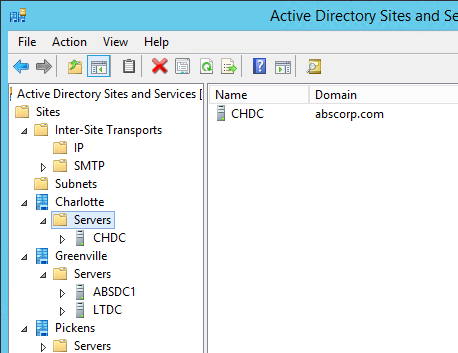 Active Directory Sites and Se
File Action View Help
Active Directory Sites and Services [
Sites
Inter-Site Transports
IP
SMTP
Subnets
Charlotte
Servers
CHDC
Greenville
Servers
ABSDC1
LTDC
Pickens
Servers
Name Domain
CHDC abscorp.com